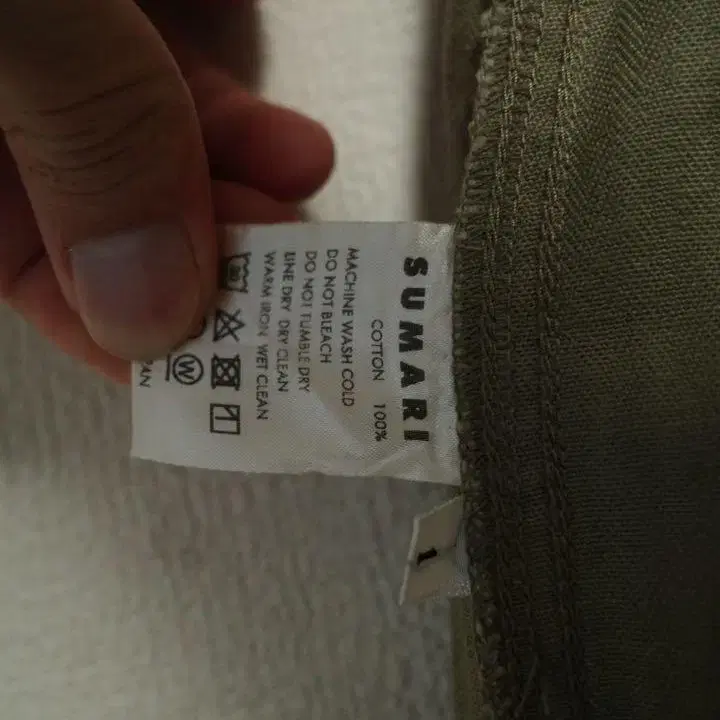 SUMARI
COTTON 100%
MACHINE WASH COLD
DO NOT BLEACH
DO NOT TUMBLE DRY
LINE DRY DRY CLEAN
WARM IRON WET CLEAN
30
W
1